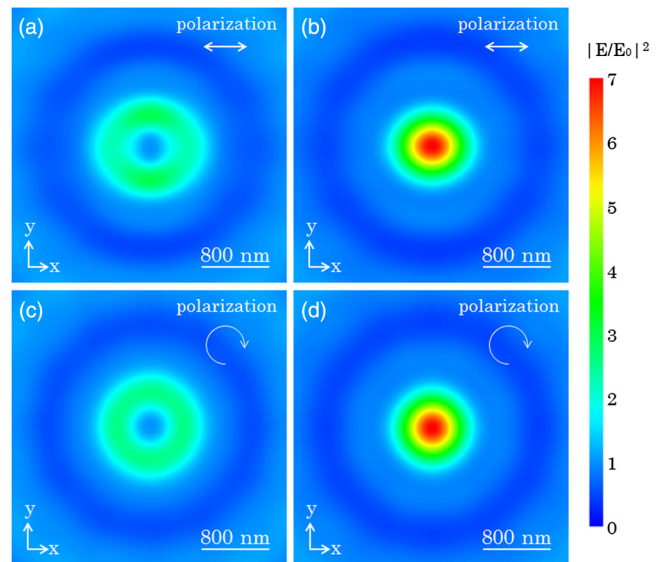 (a) polarization
y
x
800 nm
(b) polarization
y
x
800 nm
(c) polarization
y
x
800 nm
(d) polarization
y
x
800 nm
|E/E₀|²
7
6
5
4
3
2
1
0